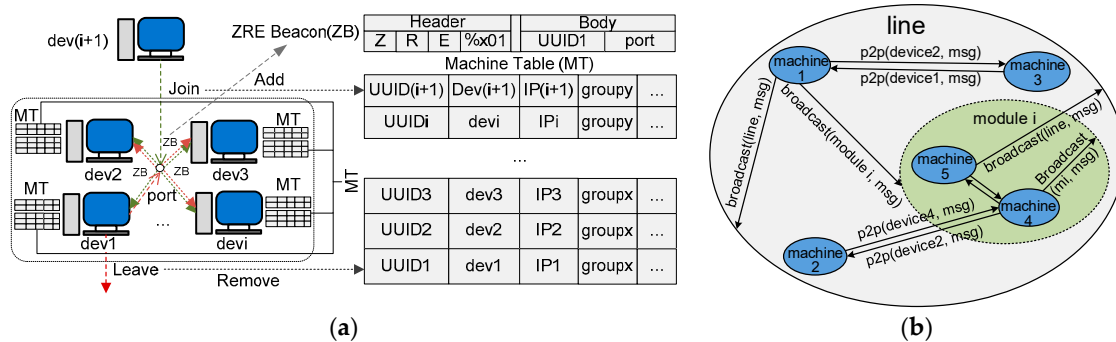 dev(i+1)
ZRE Beacon(ZB)
Header
Body
Z R E %x01 UUID1 port
Machine Table (MT)
Join
Add
UUID(i+1) Dev(i+1) IP(i+1) groupy ...
UUIDi devi IPi groupy ...
...
UUID3 dev3 IP3 groupx ...
UUID2 dev2 IP2 groupx ...
UUID1 dev1 IP1 groupx ...
MT
MT
ZB
ZB
dev2
dev3
ZB
ZB
MT
port
MT
MT
dev1
...
devi
Leave
Remove
(a)
line
machine
1
p2p(device2, msg)
p2p(device1, msg)
machine
3
broadcast(line, msg)
broadcast(module i, msg)
broadcast(line, msg)
module i
machine
5
Broadcast
(mi, msg)
machine
4
p2p(device4, msg)
p2p(device2, msg)
machine
2
(b)